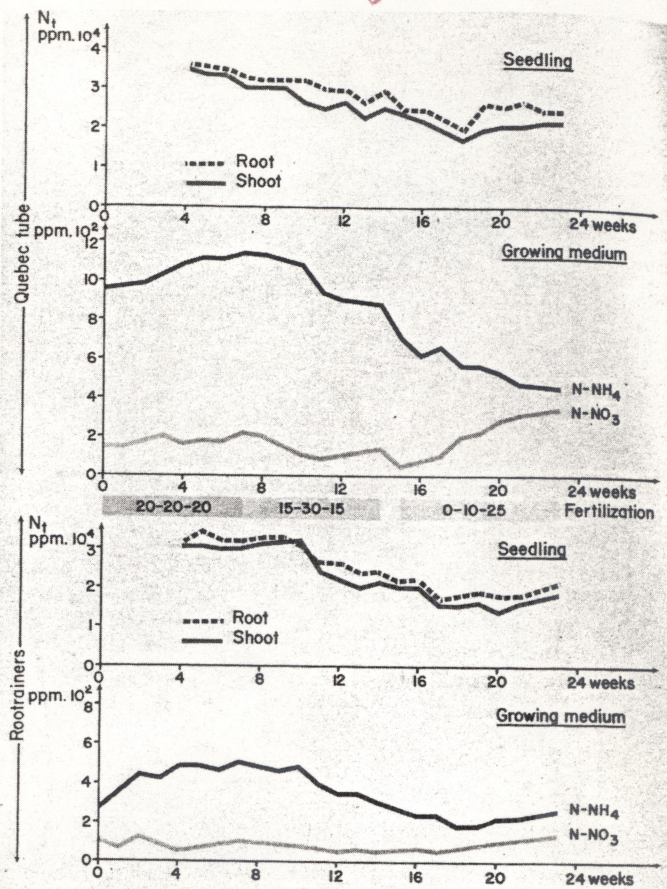 Quebec tube
Nt
ppm. 10⁴
4
3
2
1
0
Seedling
Root
Shoot
0 4 8 12 16 20 24 weeks
ppm. 10²
12
10
8
6
4
2
0
Growing medium
N-NH₄
N-NO₃
0 4 8 12 16 20 24 weeks
20-20-20 15-30-15 0-10-25 Fertilization
Rootrainers
Nt
ppm. 10⁴
3
2
1
0
Seedling
Root
Shoot
0 4 8 12 16 20 24 weeks
ppm. 10²
8
6
4
2
0
Growing medium
N-NH₄
N-NO₃
0 4 8 12 16 20 24 weeks